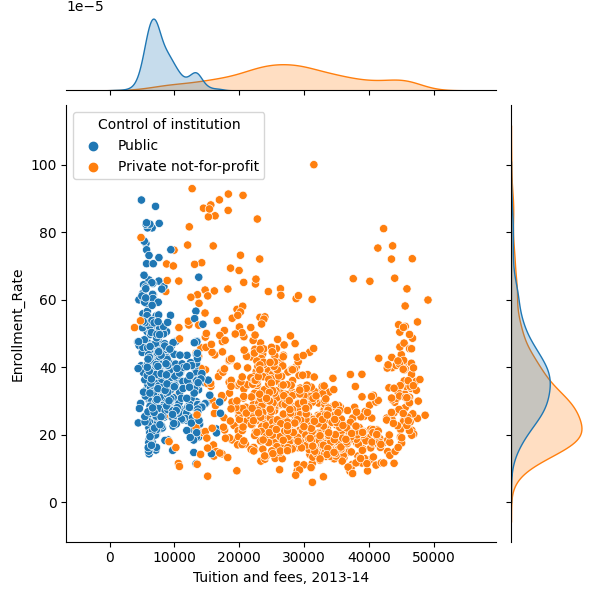 1e−5
Control of institution
Public
Private not-for-profit
100
80
60
40
20
0
Enrollment_Rate
0 10000 20000 30000 40000 50000
Tuition and fees, 2013-14